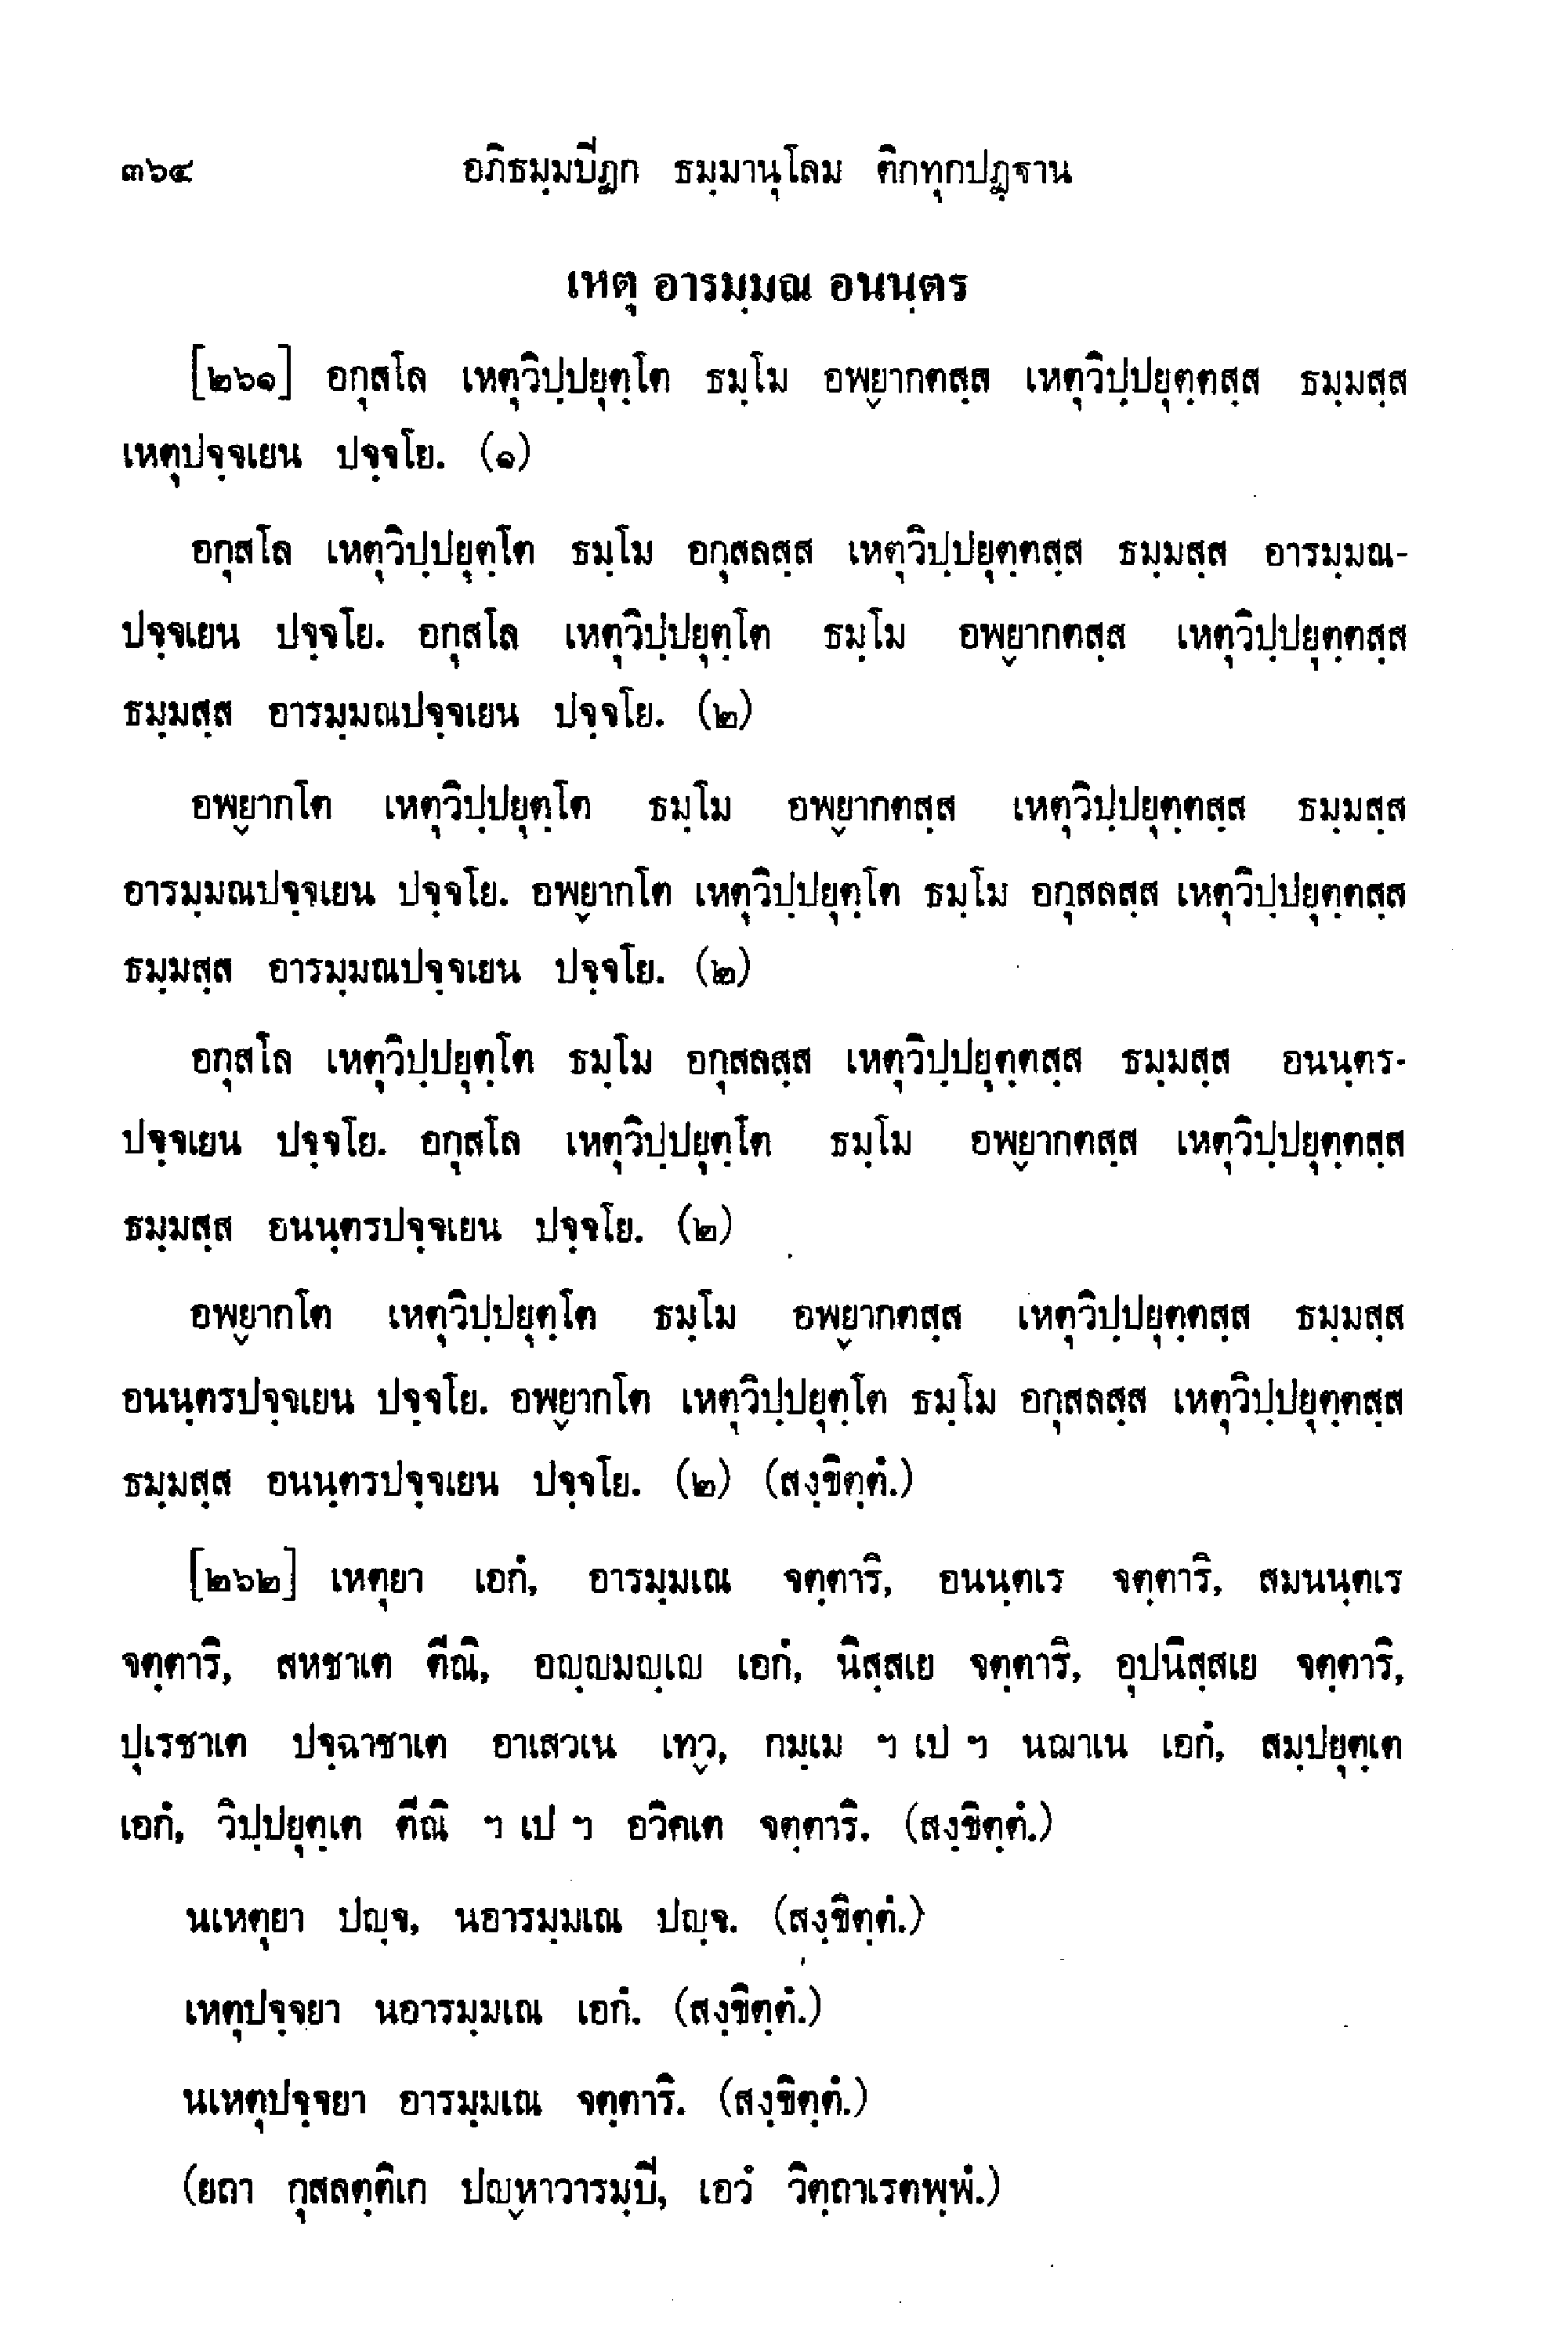 ๓๖๔ อภิธมฺมปิฏก ธมฺมานุโลม ติกทุกปฏฺฐาน
เหตุ อารมฺมณ อนนฺตร
[๒๖๑] อกุสโล เหตุวิปฺปยุตฺโต ธมฺโม อพฺยากตสฺส เหตุวิปฺปยุตฺตสฺส ธมฺมสฺส
เหตุปจฺจเยน ปจฺจโย. (๑)
อกุสโล เหตุวิปฺปยุตฺโต ธมฺโม อกุสลสฺส เหตุวิปฺปยุตฺตสฺส ธมฺมสฺส อารมฺมณ-
ปจฺจเยน ปจฺจโย. อกุสโล เหตุวิปฺปยุตฺโต ธมฺโม อพฺยากตสฺส เหตุวิปฺปยุตฺตสฺส
ธมฺมสฺส อารมฺมณปจฺจเยน ปจฺจโย. (๒)
อพฺยากโต เหตุวิปฺปยุตฺโต ธมฺโม อพฺยากตสฺส เหตุวิปฺปยุตฺตสฺส ธมฺมสฺส
อารมฺมณปจฺจเยน ปจฺจโย. อพฺยากโต เหตุวิปฺปยุตฺโต ธมฺโม อกุสลสฺส เหตุวิปฺปยุตฺตสฺส
ธมฺมสฺส อารมฺมณปจฺจเยน ปจฺจโย. (๒)
อกุสโล เหตุวิปฺปยุตฺโต ธมฺโม อกุสลสฺส เหตุวิปฺปยุตฺตสฺส ธมฺมสฺส อนนฺตร-
ปจฺจเยน ปจฺจโย. อกุสโล เหตุวิปฺปยุตฺโต ธมฺโม อพฺยากตสฺส เหตุวิปฺปยุตฺตสฺส
ธมฺมสฺส อนนฺตรปจฺจเยน ปจฺจโย. (๒)
อพฺยากโต เหตุวิปฺปยุตฺโต ธมฺโม อพฺยากตสฺส เหตุวิปฺปยุตฺตสฺส ธมฺมสฺส
อนนฺตรปจฺจเยน ปจฺจโย. อพฺยากโต เหตุวิปฺปยุตฺโต ธมฺโม อกุสลสฺส เหตุวิปฺปยุตฺตสฺส
ธมฺมสฺส อนนฺตรปจฺจเยน ปจฺจโย. (๒) (สงฺขิตฺตํ.)
[๒๖๒] เหตุยา เอกํ, อารมฺมเณ จตฺตาริ, อนนฺตเร จตฺตาริ, สมนนฺตเร
จตฺตาริ, สหชาเต ตีณิ, อญฺญมญฺเญ เอกํ, นิสฺสเย จตฺตาริ, อุปนิสฺสเย จตฺตาริ,
ปุเรชาเต ปจฺฉาชาเต อาเสวเน เทฺว, กมฺเม ฯ เป ฯ นฌาเน เอกํ, สมฺปยุตฺเต
เอกํ, วิปฺปยุตฺเต ตีณิ ฯ เป ฯ อวิคเต จตฺตาริ. (สงฺขิตฺตํ.)
นเหตุยา ปญฺจ, นอารมฺมเณ ปญฺจ. (สงฺขิตฺตํ.)
เหตุปจฺจยา นอารมฺมเณ เอกํ. (สงฺขิตฺตํ.)
นเหตุปจฺจยา อารมฺมเณ จตฺตาริ. (สงฺขิตฺตํ.)
(ยถา กุสลตฺติเก ปญฺหาวารมฺปิ, เอวํ วิตฺถาเรตพฺพํ.)